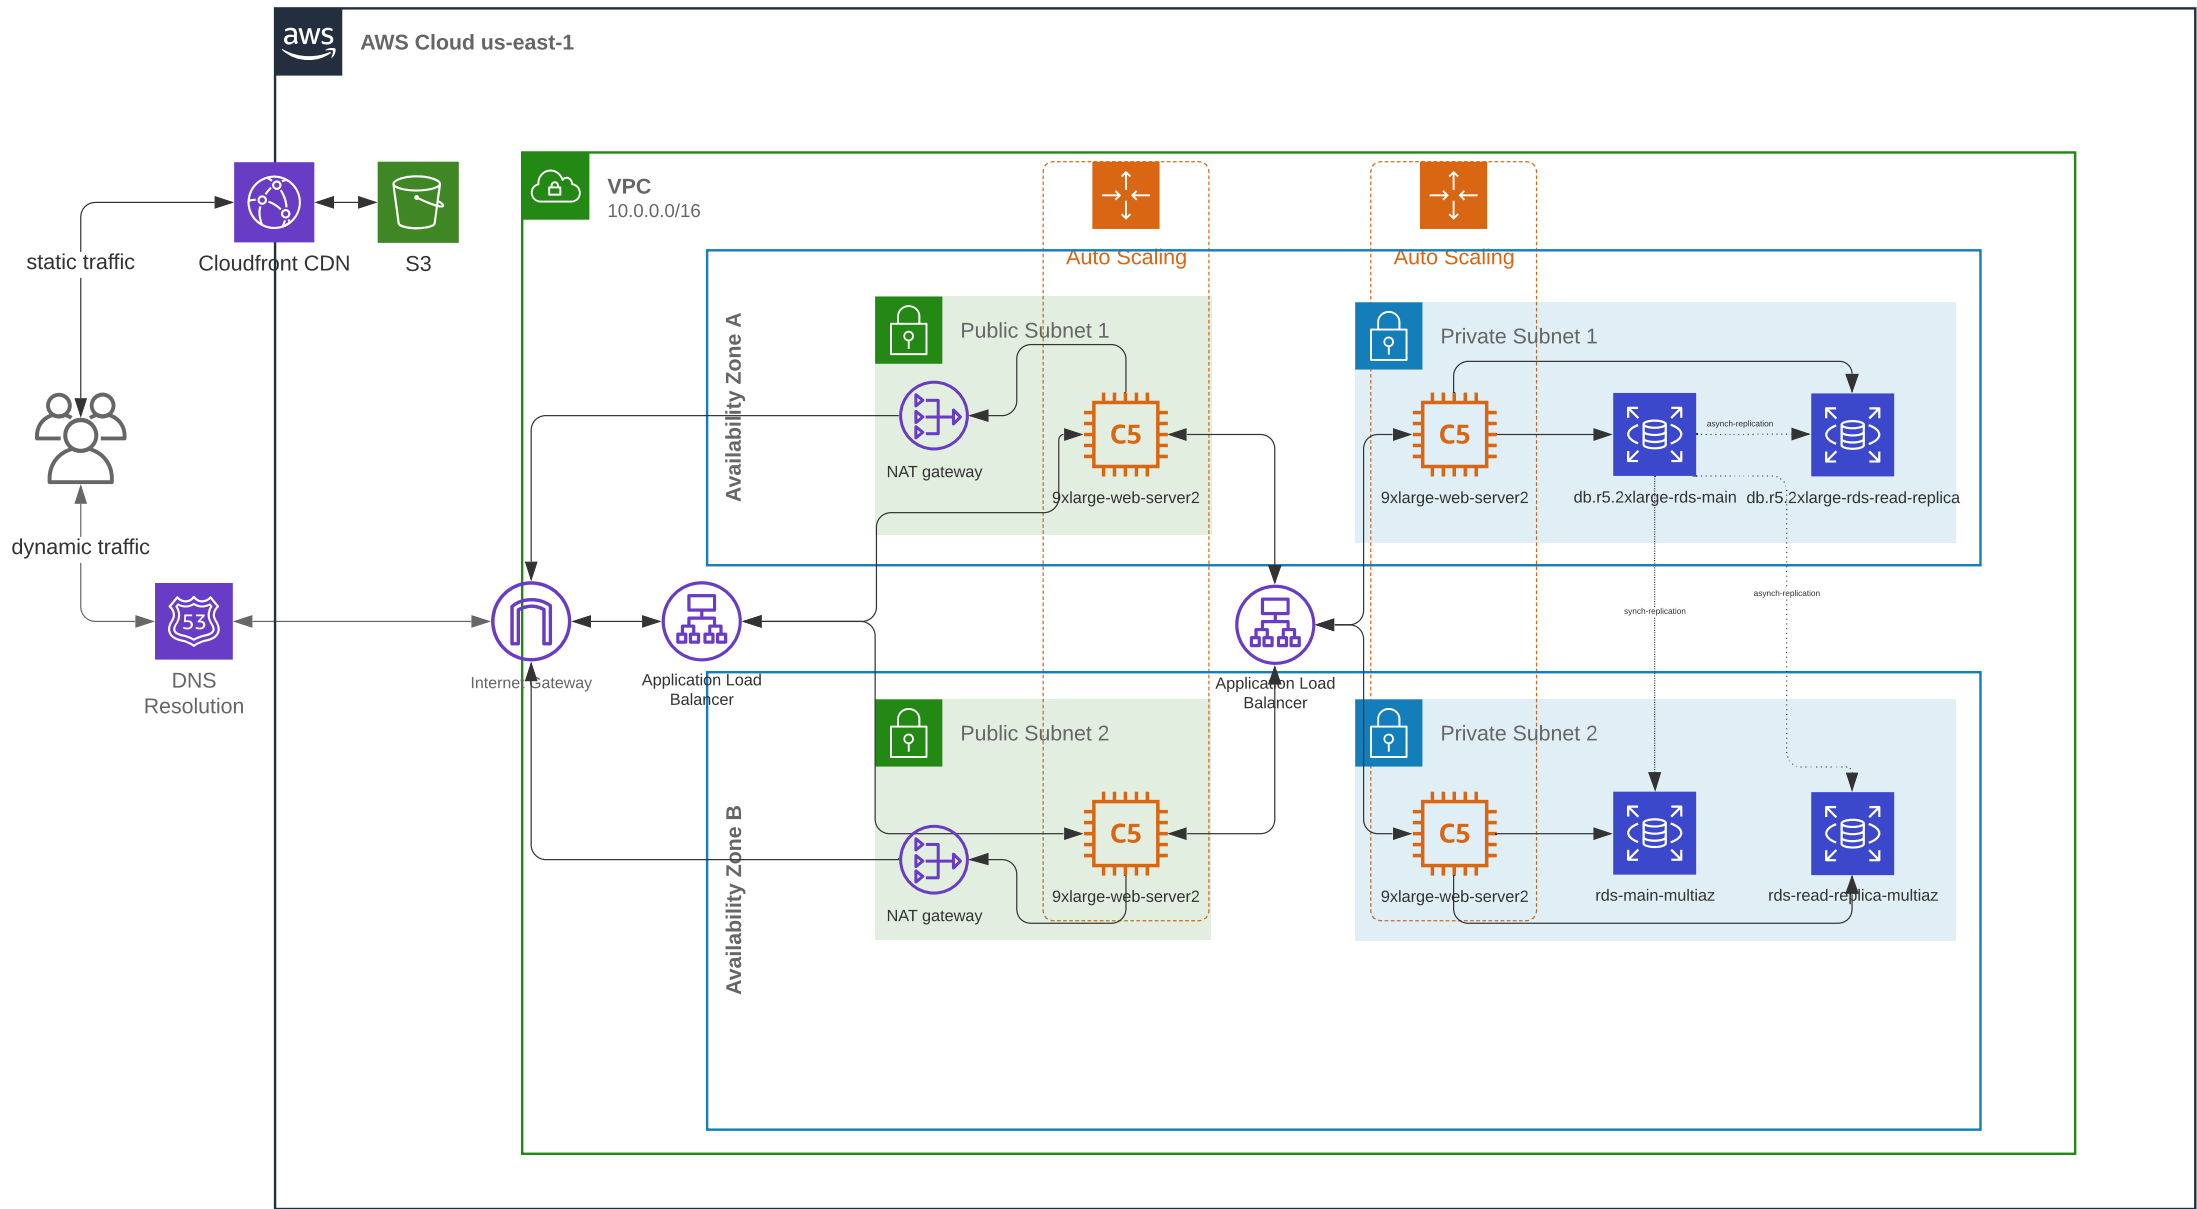 aws
AWS Cloud us-east-1
VPC
10.0.0.0/16
Auto Scaling
Auto Scaling
static traffic
Cloudfront CDN
S3
Availability Zone A
Public Subnet 1
Private Subnet 1
NAT gateway
C5
9xlarge-web-server2
C5
9xlarge-web-server2
db.r5.2xlarge-rds-main
asynch-replication
db.r5.2xlarge-rds-read-replica
dynamic traffic
53
DNS
Resolution
Internet Gateway
Application Load
Balancer
Application Load
Balancer
synch-replication
asynch-replication
Availability Zone B
Public Subnet 2
Private Subnet 2
NAT gateway
C5
9xlarge-web-server2
C5
9xlarge-web-server2
rds-main-multiaz
rds-read-replica-multiaz